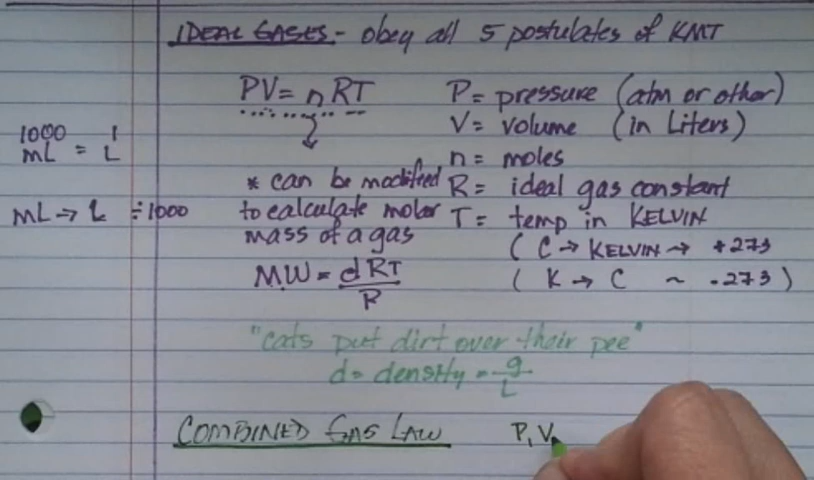 IDEAL GASES - obey all 5 postulates of KMT
PV = nRT
P = pressure (atm or other)
V = volume (in Liters)
n = moles
R = ideal gas constant
T = temp in KELVIN
(C → KELVIN → +273
(K → C ~ -273)
1000 mL = 1 L
mL → L ÷1000
* can be modified
to calculate molar
mass of a gas
MW = dRT
P
"cats put dirt over their pee"
d = density = g
L
COMBINED GAS LAW P₁V